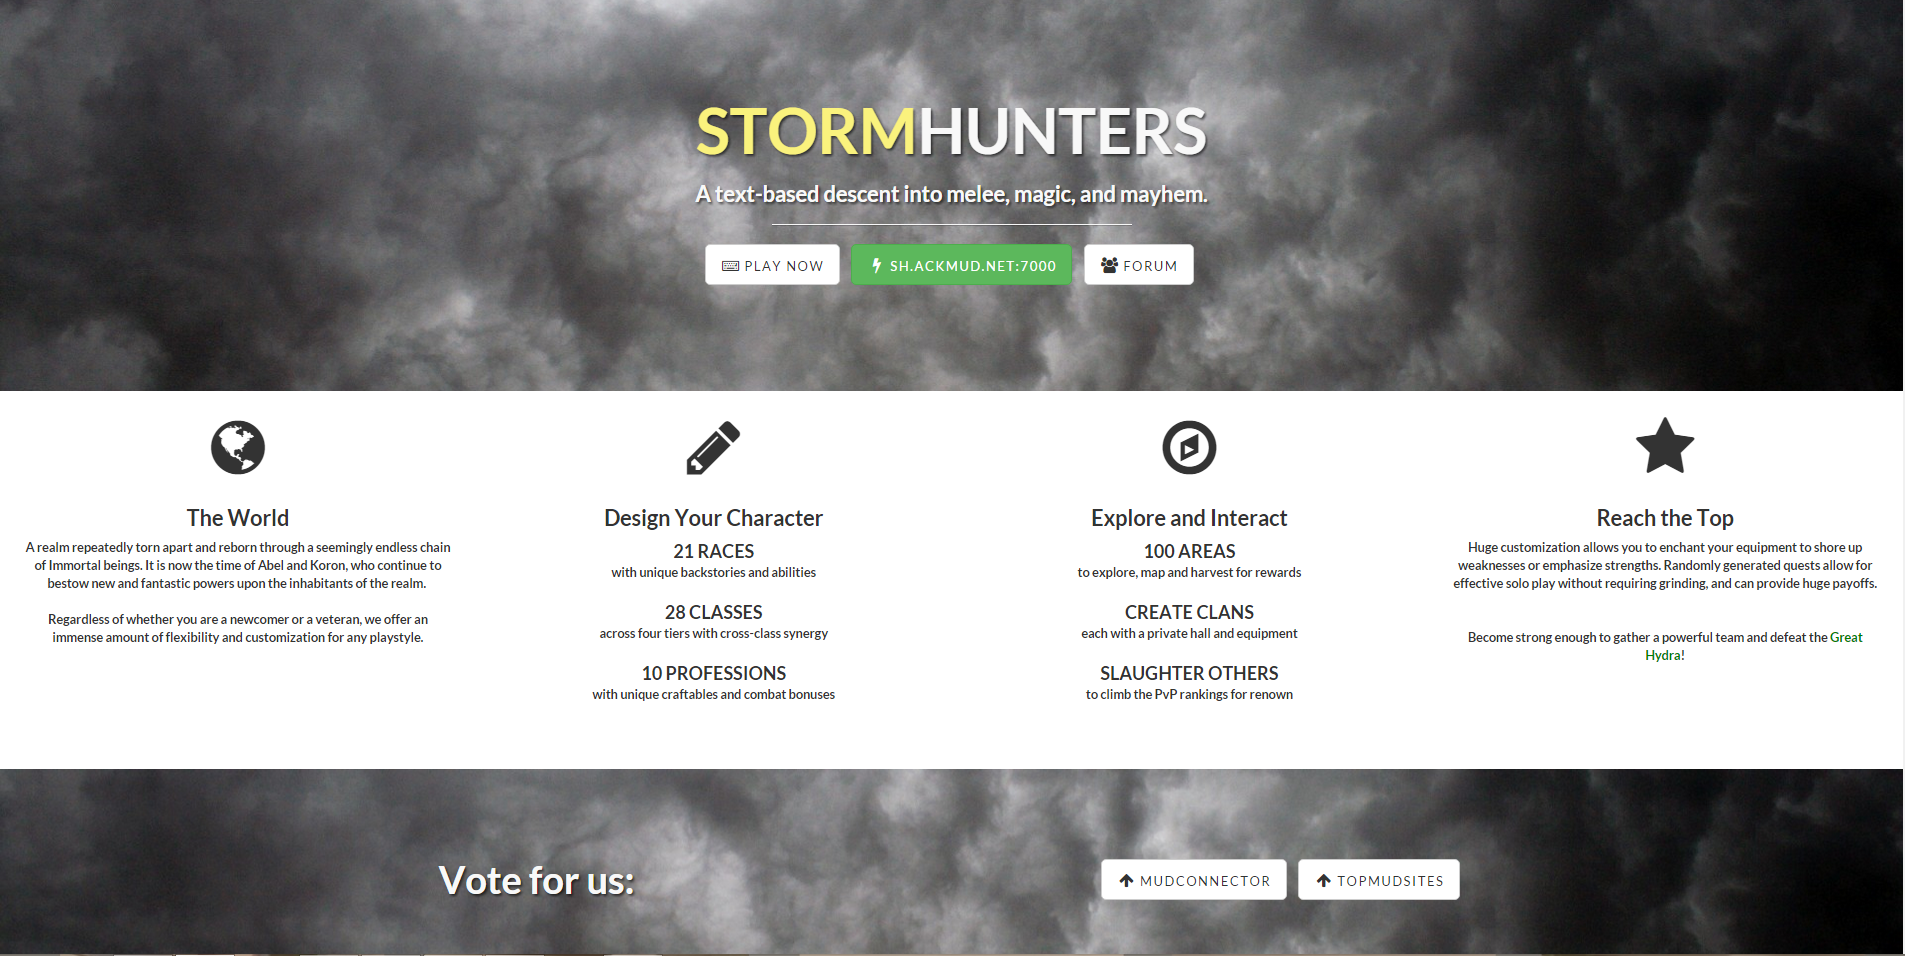 STORMHUNTERS
A text-based descent into melee, magic, and mayhem.
PLAY NOW
SH.ACKMUD.NET:7000
FORUM
The World
A realm repeatedly torn apart and reborn through a seemingly endless chain
of Immortal beings. It is now the time of Abel and Koron, who continue to
bestow new and fantastic powers upon the inhabitants of the realm.
Regardless of whether you are a newcomer or a veteran, we offer an
immense amount of flexibility and customization for any playstyle.
Design Your Character
21 RACES
with unique backstories and abilities
28 CLASSES
across four tiers with cross-class synergy
10 PROFESSIONS
with unique craftables and combat bonuses
Explore and Interact
100 AREAS
to explore, map and harvest for rewards
CREATE CLANS
each with a private hall and equipment
SLAUGHTER OTHERS
to climb the PvP rankings for renown
Reach the Top
Huge customization allows you to enchant your equipment to shore up
weaknesses or emphasize strengths. Randomly generated quests allow for
effective solo play without requiring grinding, and can provide huge payoffs.
Become strong enough to gather a powerful team and defeat the Great
Hydra!
Vote for us:
MUDCONNECTOR
TOPMUDSITES